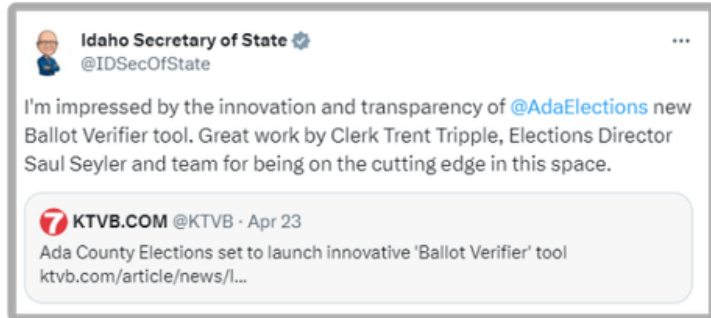 Idaho Secretary of State
@IDSecOfState
I'm impressed by the innovation and transparency of @AdaElections new
Ballot Verifier tool. Great work by Clerk Trent Tripple, Elections Director
Saul Seyler and team for being on the cutting edge in this space.
7 KTVB.COM @KTVB · Apr 23
Ada County Elections set to launch innovative 'Ballot Verifier' tool
ktvb.com/article/news/l...